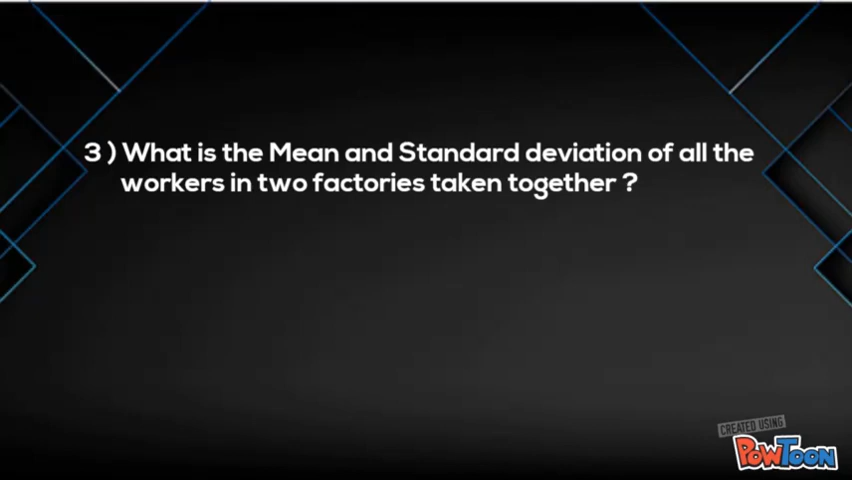 3 ) What is the Mean and Standard deviation of all the
workers in two factories taken together ?
CREATED USING
POWTOON